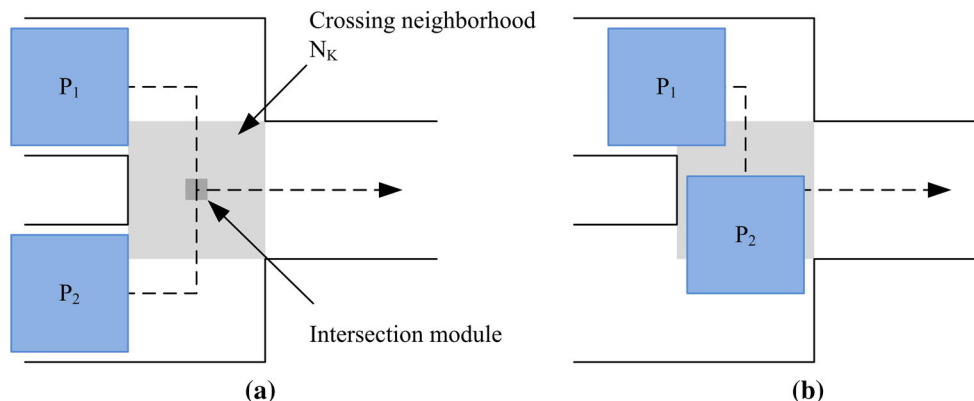 Crossing neighborhood
N_K
P_1
P_2
Intersection module
(a)
P_1
P_2
(b)